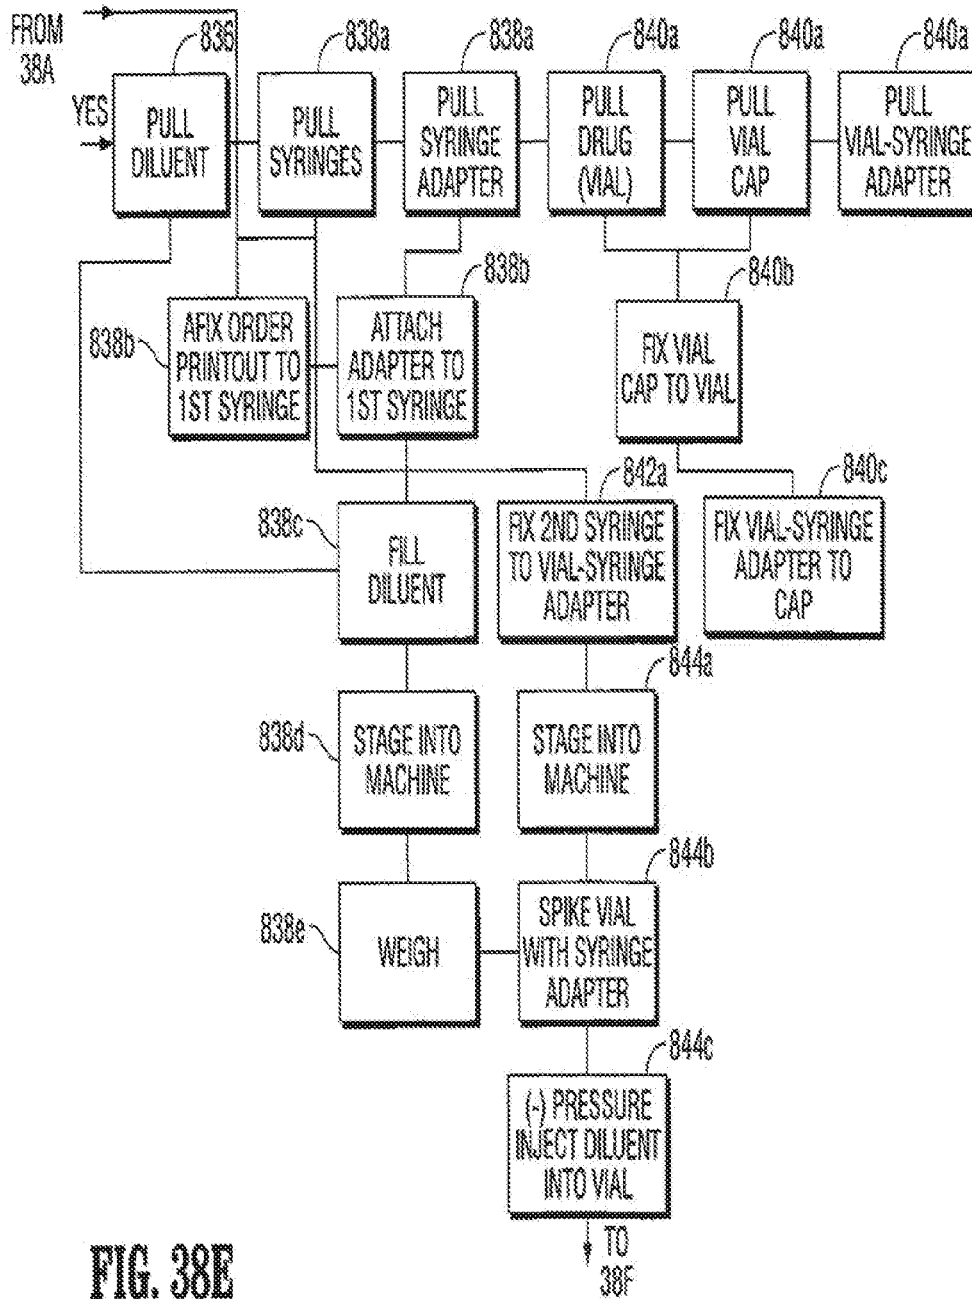 FROM
38A
YES
836
PULL
DILUENT
838a
PULL
SYRINGES
838a
PULL
SYRINGE
ADAPTER
840a
PULL
DRUG
(VIAL)
840a
PULL
VIAL
CAP
840a
PULL
VIAL-SYRINGE
ADAPTER
838b
AFIX ORDER
PRINTOUT TO
1ST SYRINGE
838b
ATTACH
ADAPTER TO
1ST SYRINGE
840b
FIX VIAL
CAP TO VIAL
838c
FILL
DILUENT
842a
FIX 2ND SYRINGE
TO VIAL-SYRINGE
ADAPTER
840c
FIX VIAL-SYRINGE
ADAPTER TO
CAP
838d
STAGE INTO
MACHINE
844a
STAGE INTO
MACHINE
838e
WEIGH
844b
SPIKE VIAL
WITH SYRINGE
ADAPTER
844c
(-) PRESSURE
INJECT DILUENT
INTO VIAL
TO
38F
FIG. 38E